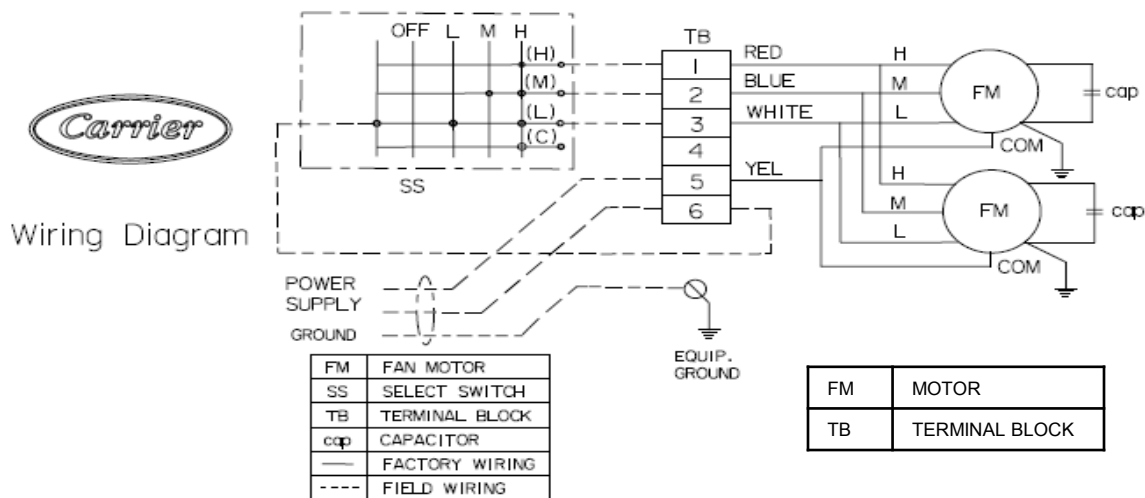 Carrier
Wiring Diagram
OFF L M H
(H)
(M)
(L)
(C)
SS
TB
1
2
3
4
5
6
RED
BLUE
WHITE
YEL
H
M
L
FM
cap
COM
H
M
L
FM
cap
COM
POWER
SUPPLY
GROUND
EQUIP.
GROUND
FM FAN MOTOR
SS SELECT SWITCH
TB TERMINAL BLOCK
cap CAPACITOR
FACTORY WIRING
FIELD WIRING
FM MOTOR
TB TERMINAL BLOCK